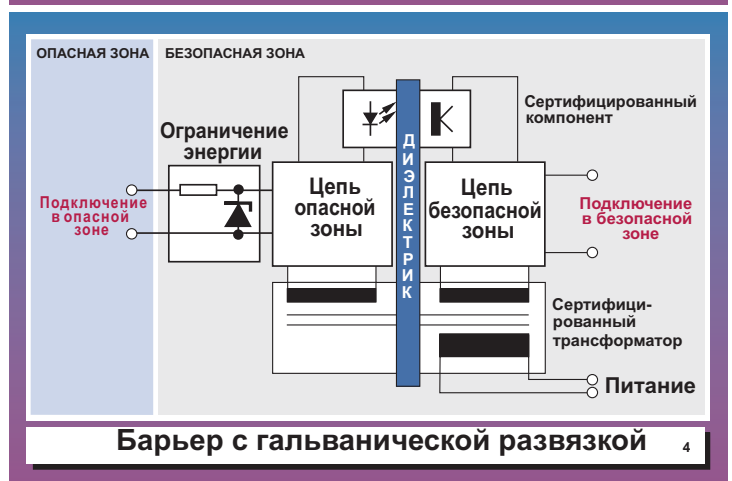 ОПАСНАЯ ЗОНА
БЕЗОПАСНАЯ ЗОНА
Сертифицированный
компонент
Ограничение
энергии
ДИЭЛЕКТРИК
Цепь
опасной
зоны
Цепь
безопасной
зоны
Подключение
в опасной
зоне
Подключение
в безопасной
зоне
Сертифици-
рованный
трансформатор
Питание
Барьер с гальванической развязкой
4